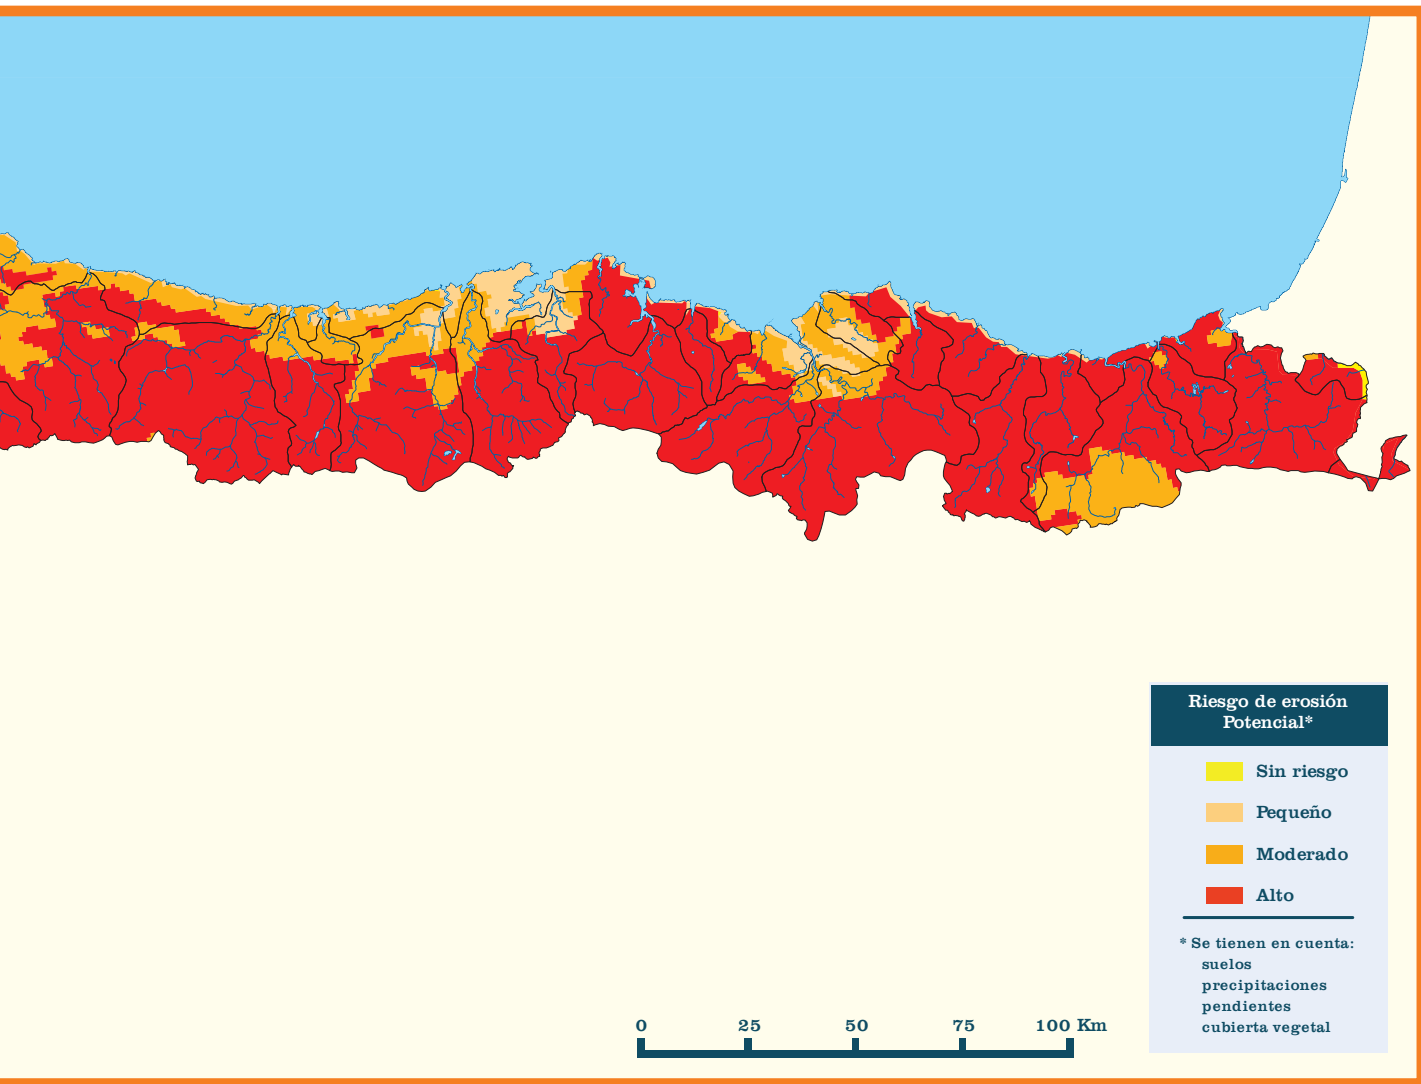 Riesgo de erosión
Potencial*
Sin riesgo
Pequeño
Moderado
Alto
* Se tienen en cuenta:
suelos
precipitaciones
pendientes
cubierta vegetal
0 25 50 75 100 Km